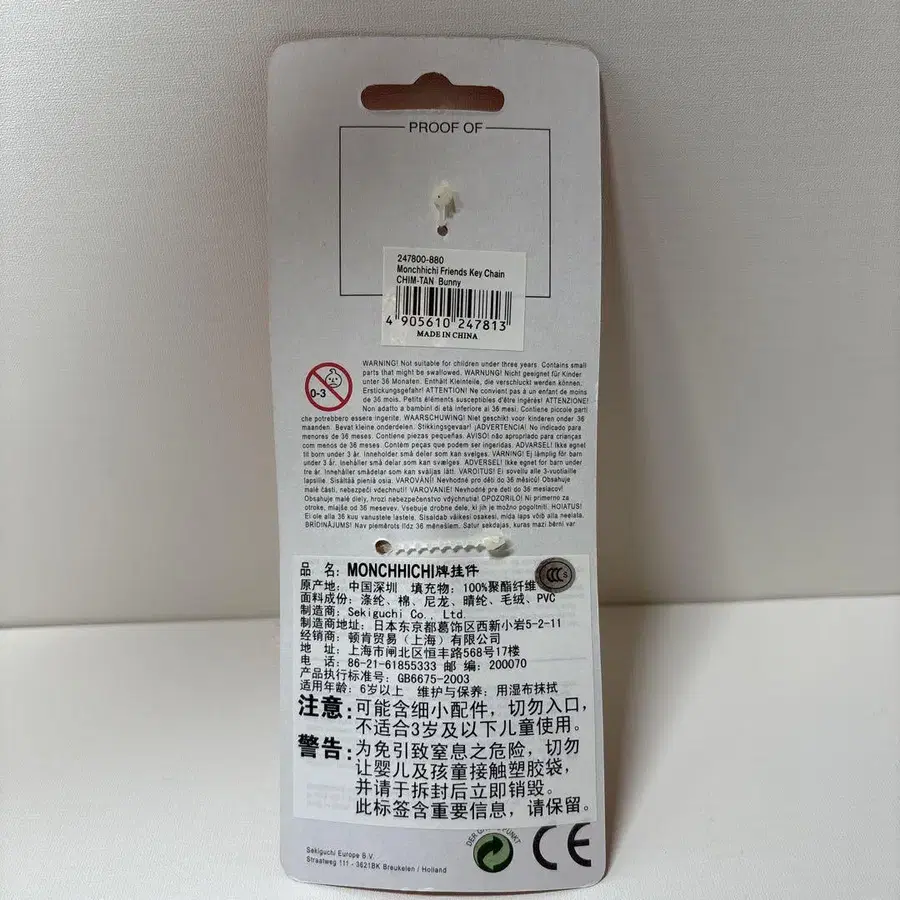 PROOF OF
247800-880
Monchhichi Friends Key Chain
CHIM-TAN Bunny
4 905610 247813
MADE IN CHINA
0-3
WARNING! Not suitable for children under three years. Contains small
parts that might be swallowed. WARNUNG! Nicht geeignet für Kinder
unter 36 Monaten. Enthält Kleinteile, die verschluckt werden können.
Erstickungsgefahr! ATTENTION! Ne convient pas à un enfant de moins
de 36 mois. Petits éléments susceptibles d'être ingérés! ATTENZIONE!
Non adatto a bambini di età inferiore ai 36 mesi. Contiene piccole parti
che potrebbero essere ingerite. WAARSCHUWING! Niet geschikt voor kinderen onder 36
maanden. Bevat kleine onderdelen. Stikkingsgevaar! ¡ADVERTENCIA! No indicado para
menores de 36 meses. Contiene piezas pequeñas. AVISO! não apropriado para crianças
com menos de 36 meses. Contém peças que podem ser ingeridas. ADVARSEL! Ikke egnet
til born under 3 år. Inneholder små deler som kan svelges. VARNING! Ej lämplig för barn
under 3 år. Innehåller små delar som kan svælges. ADVERSEL! Ikke egnet for barn under
tre år. Innehåller smådelar som kan sväljas lätt. VAROITUS! Ei sovellu alle 3-vuotiaille
lapsille. Sisältää pieniä osia. VAROVÁNÍ! Nevhodné pro děti do 36 měsíců! Obsahuje
malé části, nebezpečí vdechnutí! VAROVANIE! Nevhodné pre deti do 36 mesiacov!
Obsahuje malé diely, hrozí nebezpečenstvo vdýchnutia! OPOZORILO! Ni primerno za
otroke, mlajše od 36 mesevev. Vsebuje drobne dele, ki jih je možno pogoltniti. HOIATUS!
Ei ole alla 36 kuu vanustele lastele. Sisaldab väikesi osakesi, mida laps võib alla neelata.
BRĪDINĀJUMS! Nav piemērots līdz 36 mēnešiem. Satur sekdajas, kuras mazi bērni var
品 名: MONCHHICHI牌挂件
CCC S
原产地: 中国深圳 填充物: 100%聚酯纤维
面料成份: 涤纶、棉、尼龙、晴纶、毛绒、PVC
制造商: Sekiguchi Co., Ltd.
制造商地址: 日本东京都葛饰区西新小岩5-2-11
经销商: 顿肯贸易（上海）有限公司
地 址: 上海市闸北区恒丰路568号17楼
电 话: 86-21-61855333 邮 编: 200070
产品执行标准号: GB6675-2003
适用年龄: 6岁以上 维护与保养: 用湿布抹拭
注意: 可能含细小配件，切勿入口，
不适合3岁及以下儿童使用。
警告: 为免引致窒息之危险，切勿
让婴儿及孩童接触塑胶袋，
并请于拆封后立即销毁。
此标签含重要信息，请保留。
Sekiguchi Europe B.V.
Straatweg 111 - 3621BK Breukelen / Holland
CE